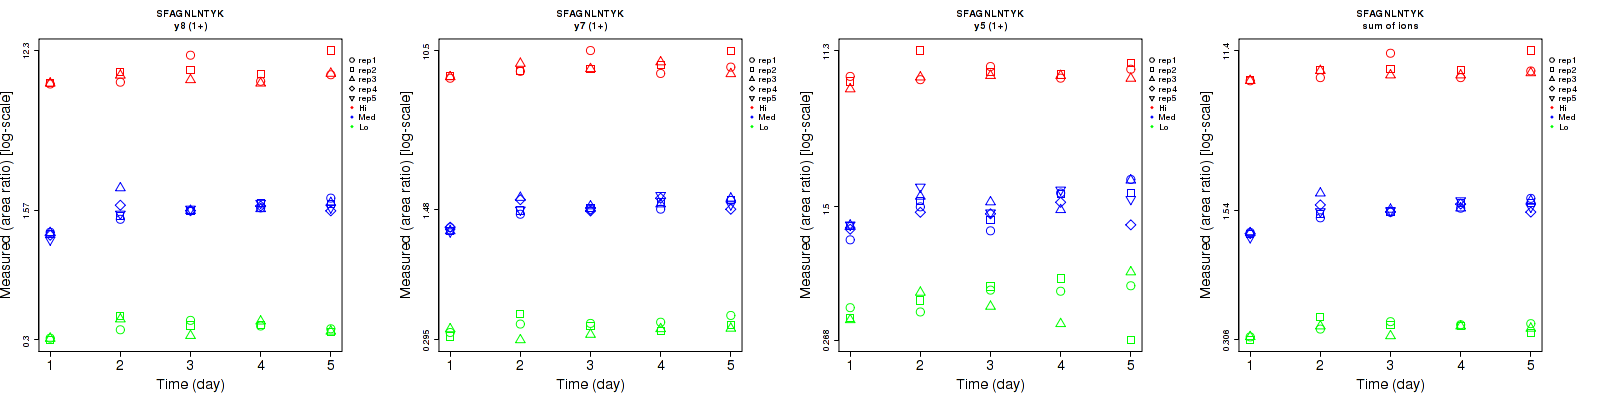 SFAGNLNTYK
y8 (1+)
Measured (area ratio) [log-scale]
12.3
1.57
0.3
1 2 3 4 5
Time (day)
rep1
rep2
rep3
rep4
rep5
Hi
Med
Lo
SFAGNLNTYK
y7 (1+)
Measured (area ratio) [log-scale]
10.5
1.48
0.295
1 2 3 4 5
Time (day)
rep1
rep2
rep3
rep4
rep5
Hi
Med
Lo
SFAGNLNTYK
y5 (1+)
Measured (area ratio) [log-scale]
11.3
1.5
1 2 3 4 5
Time (day)
rep1
rep2
rep3
rep4
rep5
Hi
Med
Lo
SFAGNLNTYK
sum of ions
Measured (area ratio) [log-scale]
11.4
1.54
0.306
1 2 3 4 5
Time (day)
rep1
rep2
rep3
rep4
rep5
Hi
Med
Lo